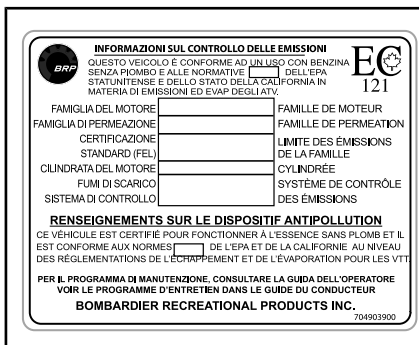 INFORMAZIONI SUL CONTROLLO DELLE EMISSIONI
BRP
QUESTO VEICOLO È CONFORME AD UN USO CON BENZINA
SENZA PIOMBO E ALLE NORMATIVE DELL'EPA
STATUNITENSE E DELLO STATO DELLA CALIFORNIA IN
MATERIA DI EMISSIONI ED EVAP DEGLI ATV.
EC
121
FAMIGLIA DEL MOTORE FAMILLE DE MOTEUR
FAMIGLIA DI PERMEAZIONE FAMILLE DE PERMEATION
CERTIFICAZIONE LIMITE DES ÉMISSIONS
STANDARD (FEL) DE LA FAMILLE
CILINDRATA DEL MOTORE CYLINDRÉE
FUMI DI SCARICO SYSTÈME DE CONTRÔLE
SISTEMA DI CONTROLLO DES ÉMISSIONS
RENSEIGNEMENTS SUR LE DISPOSITIF ANTIPOLLUTION
CE VÉHICULE EST CERTIFIÉ POUR FONCTIONNER À L'ESSENCE SANS PLOMB ET IL
EST CONFORME AUX NORMES DE L'EPA ET DE LA CALIFORNIE AU NIVEAU
DES RÉGLEMENTATIONS DE L'ÉCHAPPEMENT ET DE L'ÉVAPORATION POUR LES VTT.
PER IL PROGRAMMA DI MANUTENZIONE, CONSULTARE LA GUIDA DELL'OPERATORE
VOIR LE PROGRAMME D'ENTRETIEN DANS LE GUIDE DU CONDUCTEUR
BOMBARDIER RECREATIONAL PRODUCTS INC.
704903900